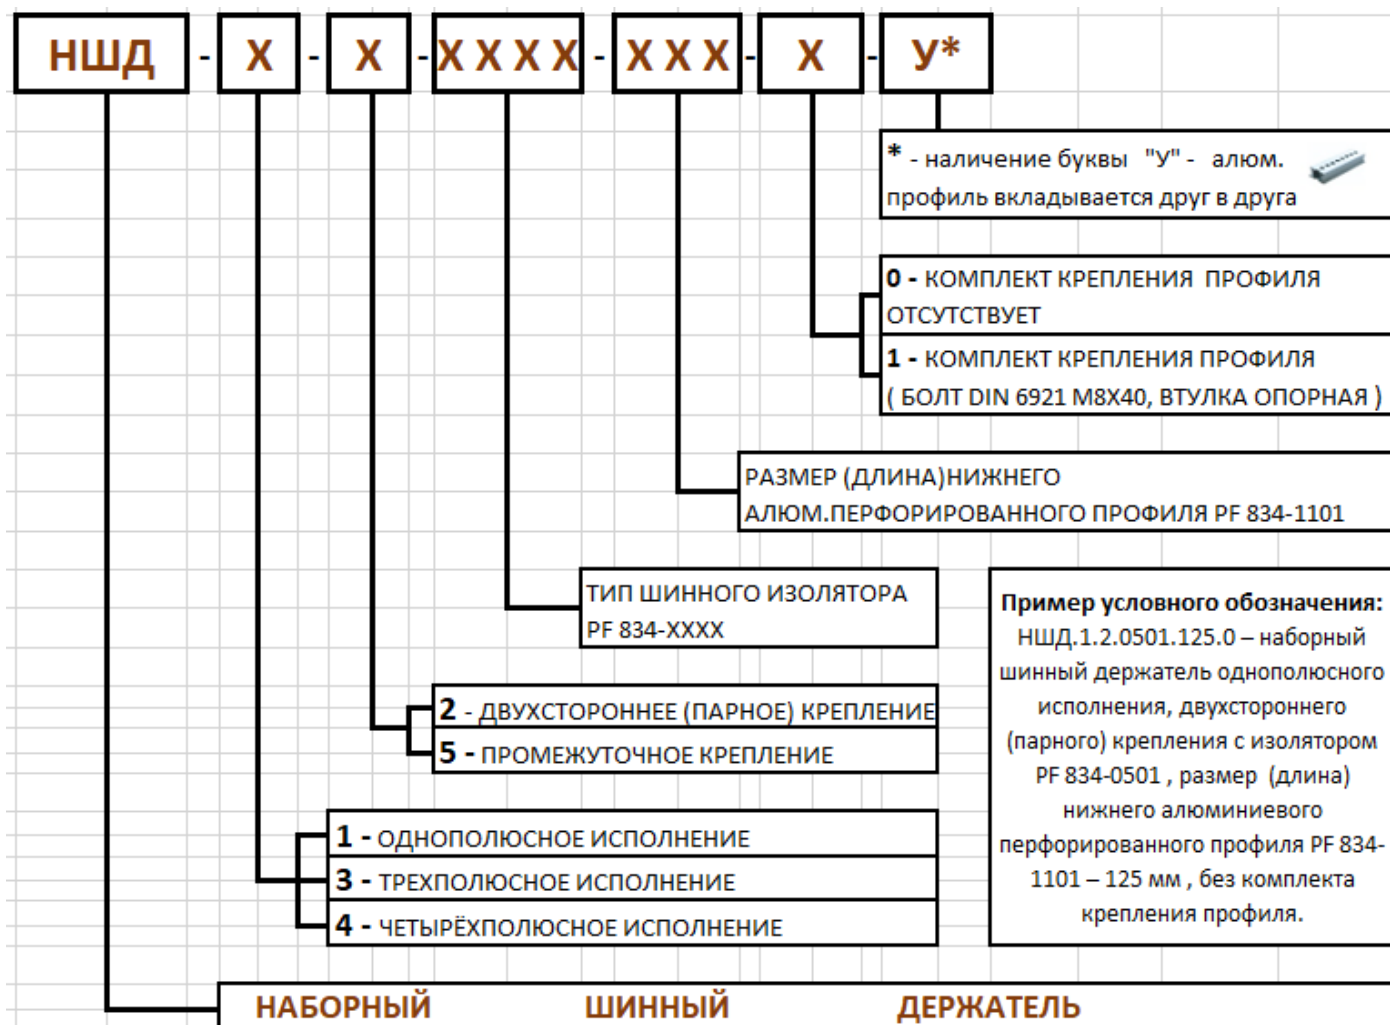 НШД - X - X - X X X X - X X X - X - У*
* - наличение буквы "У" - алюм.
профиль вкладывается друг в друга
0 - КОМПЛЕКТ КРЕПЛЕНИЯ ПРОФИЛЯ
ОТСУТСТВУЕТ
1 - КОМПЛЕКТ КРЕПЛЕНИЯ ПРОФИЛЯ
( БОЛТ DIN 6921 М8Х40, ВТУЛКА ОПОРНАЯ )
РАЗМЕР (ДЛИНА)НИЖНЕГО
АЛЮМ.ПЕРФОРИРОВАННОГО ПРОФИЛЯ PF 834-1101
ТИП ШИННОГО ИЗОЛЯТОРА
PF 834-XXXX
2 - ДВУХСТОРОННЕЕ (ПАРНОЕ) КРЕПЛЕНИЕ
5 - ПРОМЕЖУТОЧНОЕ КРЕПЛЕНИЕ
1 - ОДНОПОЛЮСНОЕ ИСПОЛНЕНИЕ
3 - ТРЕХПОЛЮСНОЕ ИСПОЛНЕНИЕ
4 - ЧЕТЫРЁХПОЛЮСНОЕ ИСПОЛНЕНИЕ
Пример условного обозначения:
НШД.1.2.0501.125.0 – наборный
шинный держатель однополюсного
исполнения, двухстороннего
(парного) крепления с изолятором
PF 834-0501 , размер (длина)
нижнего алюминиевого
перфорированного профиля PF 834-
1101 – 125 мм , без комплекта
крепления профиля.
НАБОРНЫЙ ШИННЫЙ ДЕРЖАТЕЛЬ